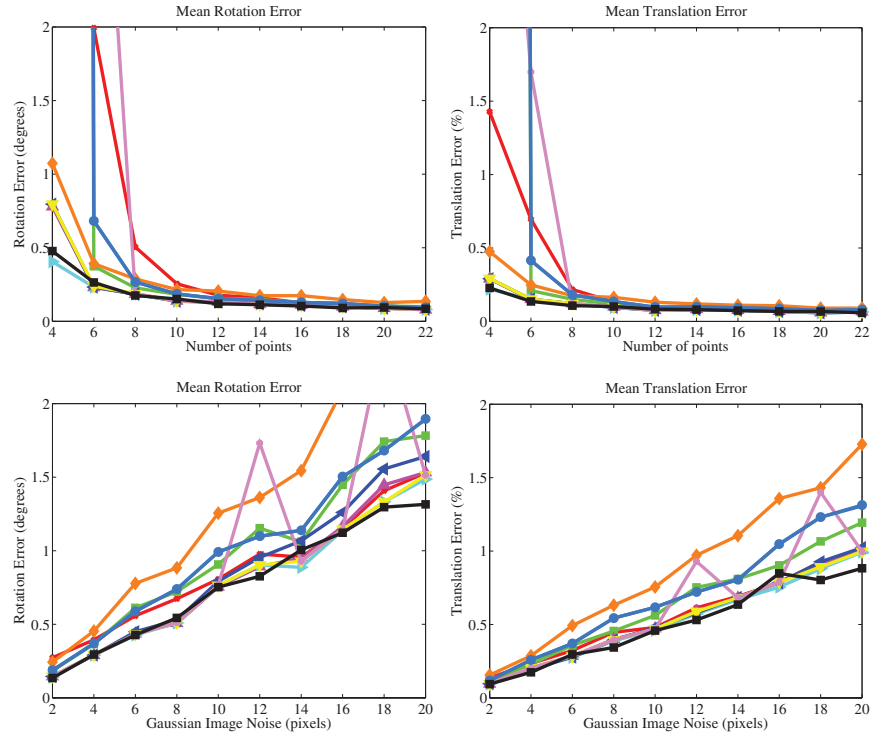 Mean Rotation Error
2
1.5
1
0.5
0
Rotation Error (degrees)
4 6 8 10 12 14 16 18 20 22
Number of points
Mean Translation Error
2
1.5
1
0.5
0
Translation Error (%)
4 6 8 10 12 14 16 18 20 22
Number of points
Mean Rotation Error
2
1.5
1
0.5
0
Rotation Error (degrees)
2 4 6 8 10 12 14 16 18 20
Gaussian Image Noise (pixels)
Mean Translation Error
2
1.5
1
0.5
0
Translation Error (%)
2 4 6 8 10 12 14 16 18 20
Gaussian Image Noise (pixels)